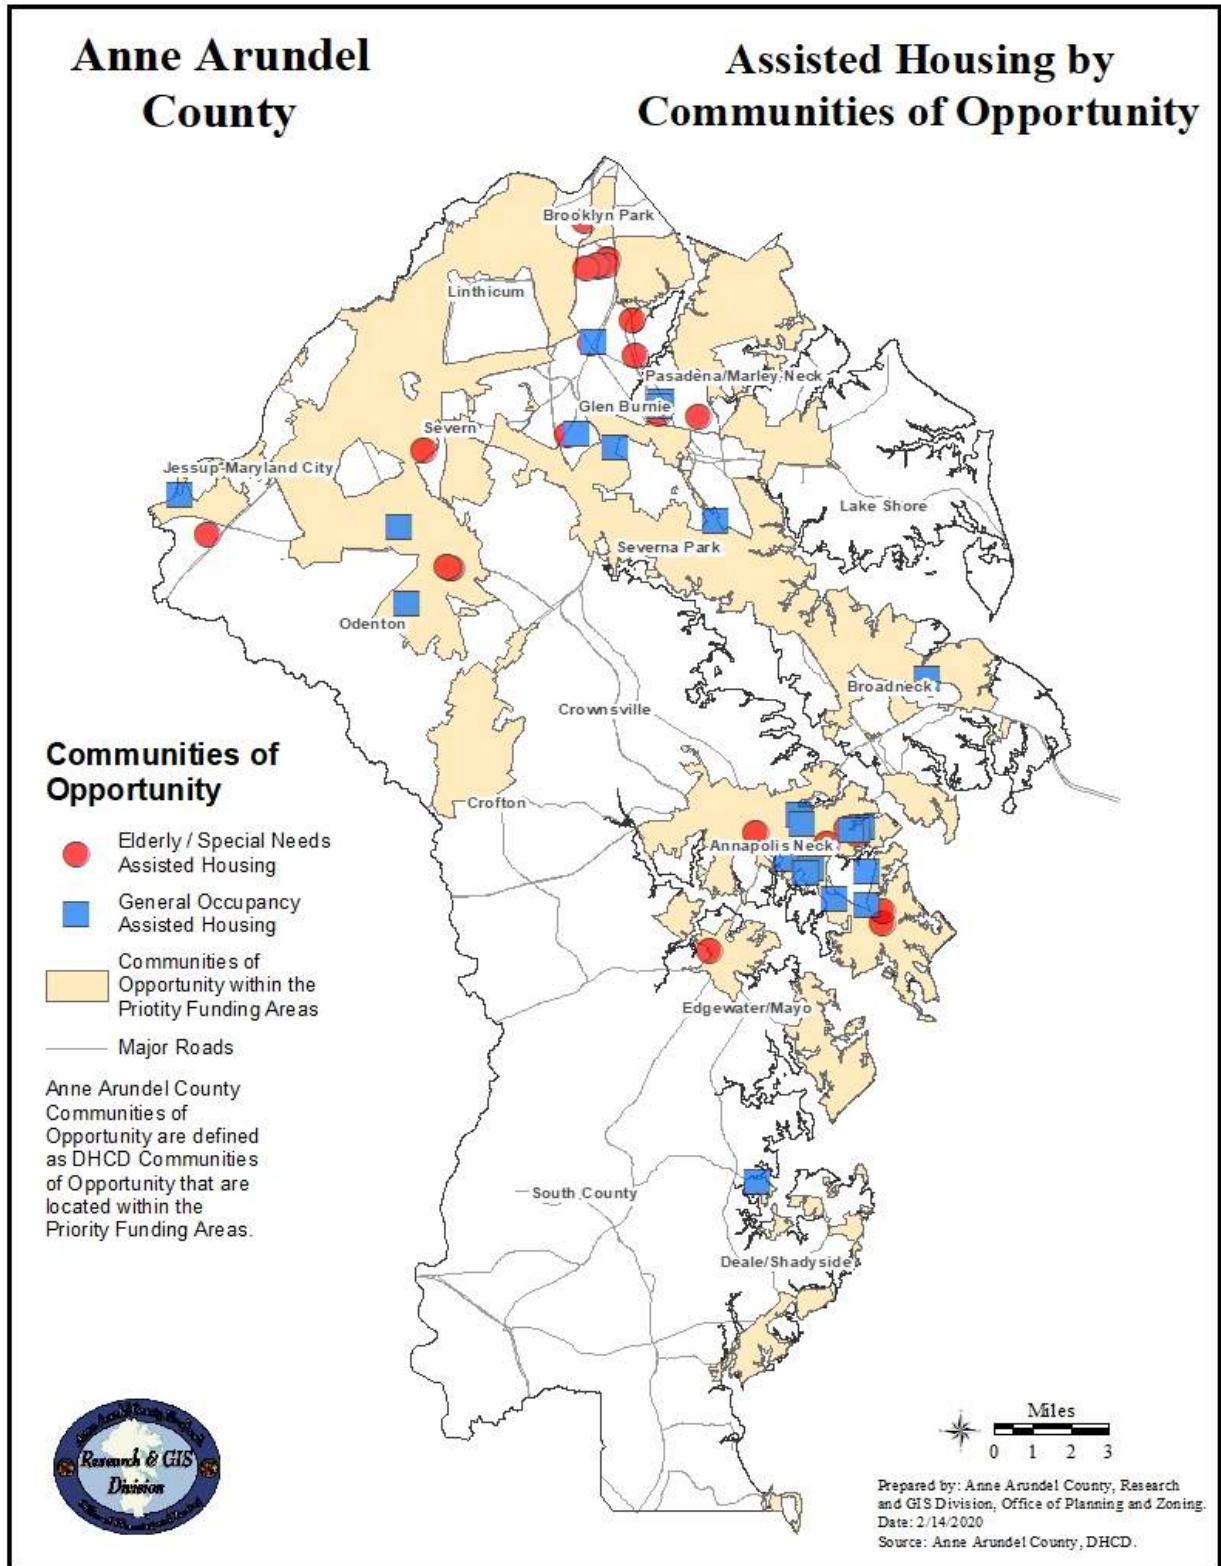 Anne Arundel
County
Assisted Housing by
Communities of Opportunity
Brooklyn Park
Linthicum
Pasadena/Marley Neck
Glen Burnie
Severn
Jessup-Maryland City
Lake Shore
Severna Park
Odenton
Broadneck
Crownsville
Crofton
Annapolis Neck
Edgewater/Mayo
South County
Deale/Shadyside
Communities of
Opportunity
Elderly / Special Needs
Assisted Housing
General Occupancy
Assisted Housing
Communities of
Opportunity within the
Priotity Funding Areas
Major Roads
Anne Arundel County
Communities of
Opportunity are defined
as DHCD Communities
of Opportunity that are
located within the
Priority Funding Areas.
Research & GIS
Division
Miles
0 1 2 3
Prepared by: Anne Arundel County, Research
and GIS Division, Office of Planning and Zoning.
Date: 2/14/2020
Source: Anne Arundel County, DHCD.